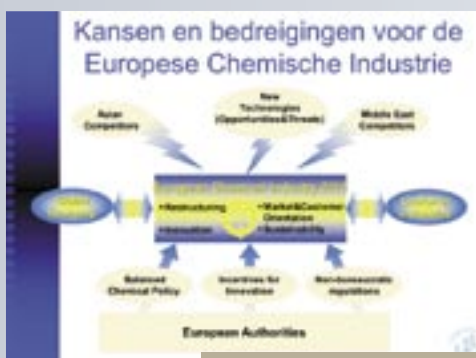 Kansen en bedreigingen voor de
Europese Chemische Industrie
New
Technologies
(Opportunities&Threats)
Asian
Competitors
Middle East
Competitors
•Restructuring
•Innovation
•Market&Customer
Orientation
•Sustainability
Balanced
Chemical Policy
Incentives for
Innovation
Non-bureaucratic
regulations
European Authorities